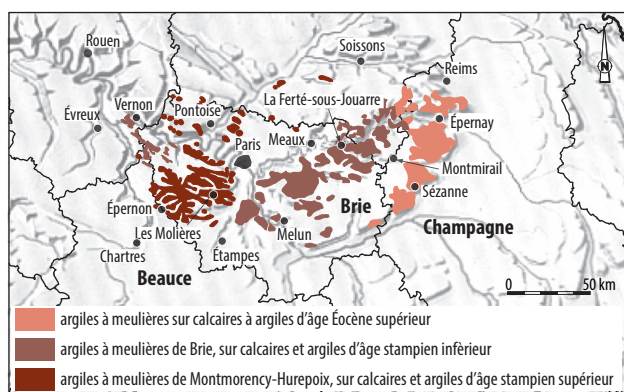 Rouen
Soissons
Reims
N
Vernon
Pontoise
La Ferté-sous-Jouarre
Évreux
Paris
Meaux
Épernay
Montmirail
Sézanne
Épernon
Brie
Les Molières
Melun
Champagne
Chartres
Étampes
Beauce
0 50 km
argiles à meulières sur calcaires à argiles d'âge Éocène supérieur
argiles à meulières de Brie, sur calcaires et argiles d'âge stampien infèrieur
argiles à meulières de Montmorency-Hurepoix, sur calcaires et argiles d'âge stampien supérieur